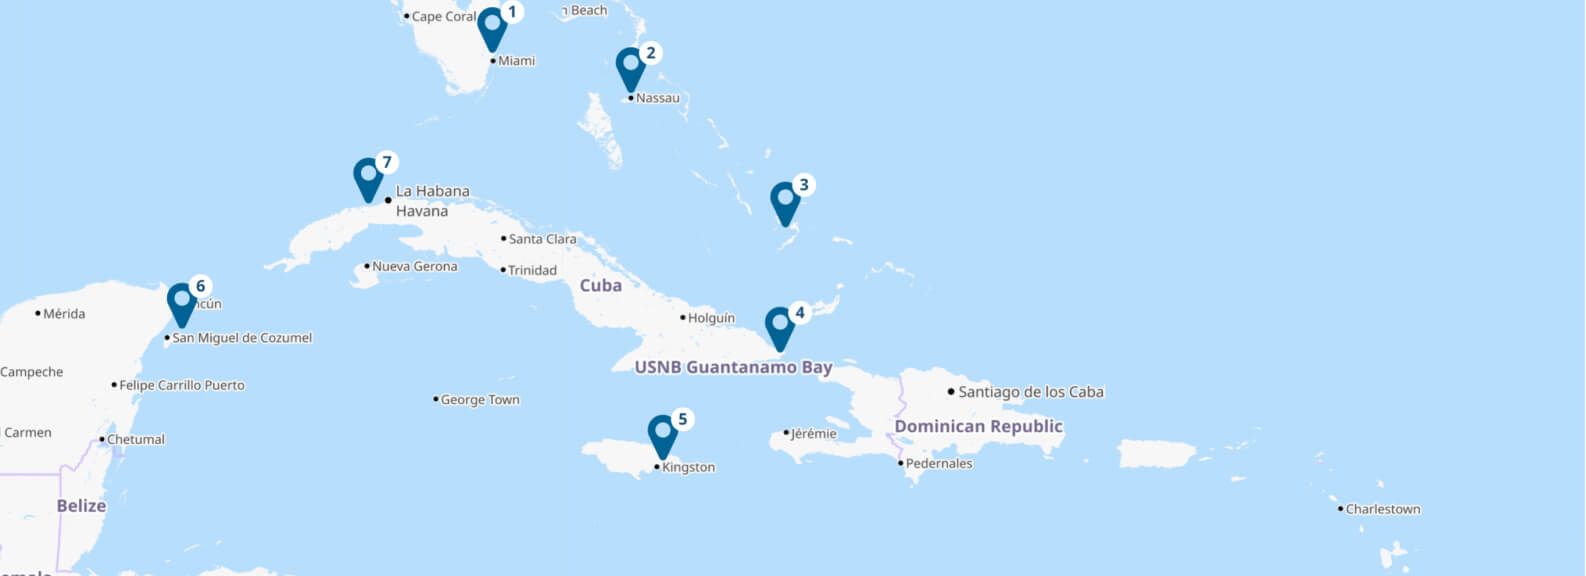 1
Cape Coral
Beach
2
Miami
Nassau
7
3
La Habana
Havana
Santa Clara
Nueva Gerona
Trinidad
Cuba
6
Mérida
4
Holguín
San Miguel de Cozumel
Campeche
USNB Guantanamo Bay
Felipe Carrillo Puerto
George Town
Santiago de los Caba
5
Dominican Republic
Carmen
Chetumal
Jérémie
Pedernales
Kingston
Belize
Charlestown